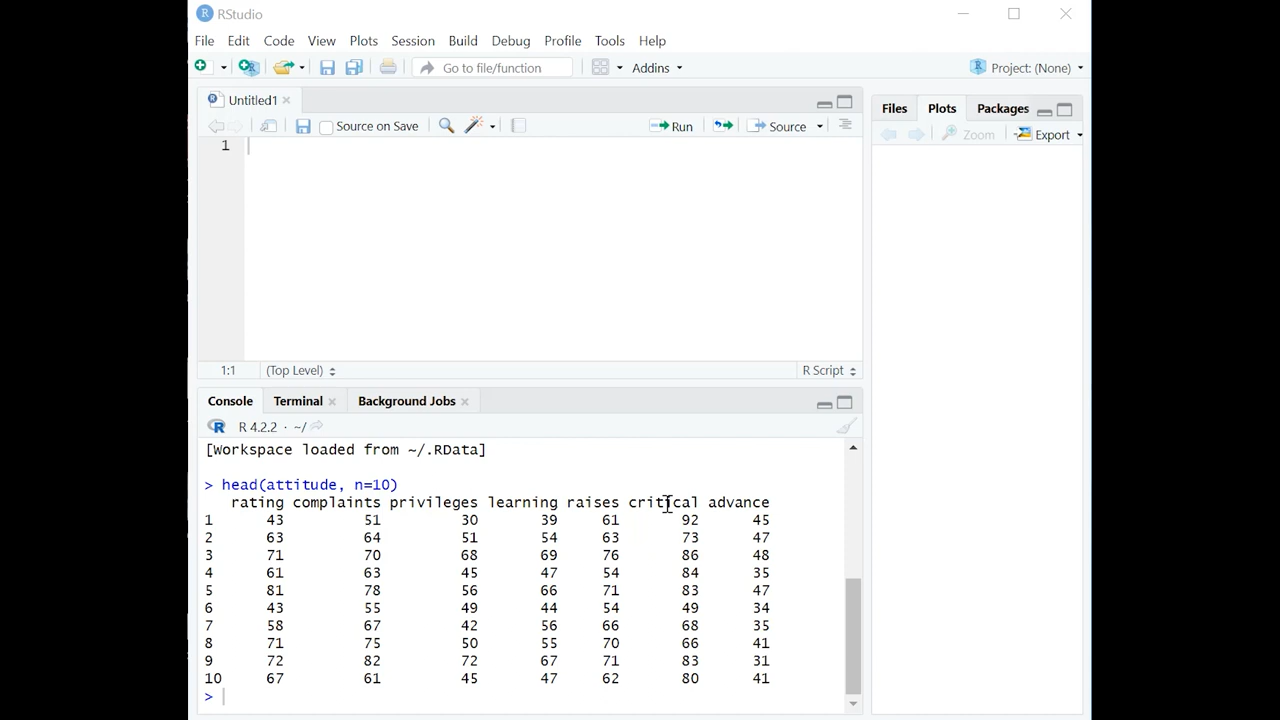 RStudio
File Edit Code View Plots Session Build Debug Profile Tools Help
Go to file/function Addins Project: (None)
Untitled1
Source on Save Run Source
1
1:1 (Top Level) R Script
Files Plots Packages
Zoom Export
Console Terminal Background Jobs
R 4.2.2 · ~/
[Workspace loaded from ~/.RData]
> head(attitude, n=10)
rating complaints privileges learning raises critical advance
1 43 51 30 39 61 92 45
2 63 64 51 54 63 73 47
3 71 70 68 69 76 86 48
4 61 63 45 47 54 84 35
5 81 78 56 66 71 83 47
6 43 55 49 44 54 49 34
7 58 67 42 56 66 68 35
8 71 75 50 55 70 66 41
9 72 82 72 67 71 83 31
10 67 61 45 47 62 80 41
>